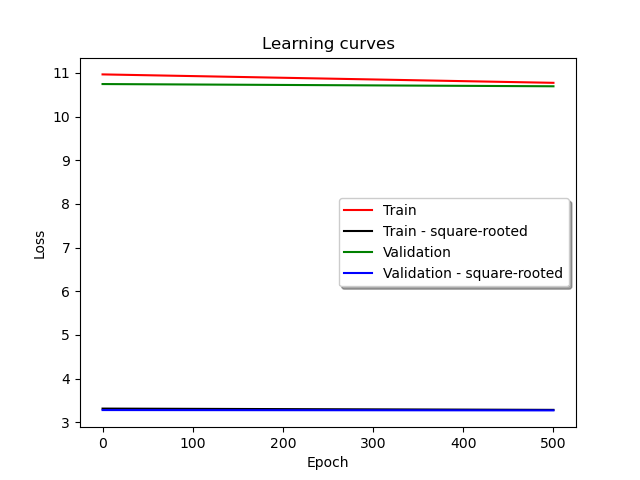 Learning curves
11
10
9
8
7
6
5
4
3
Loss
Train
Train - square-rooted
Validation
Validation - square-rooted
0 100 200 300 400 500
Epoch